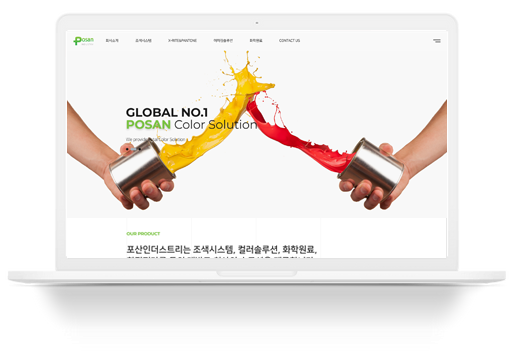 Posan
회사소개 조색시스템 X-RITE&PANTONE 컬러솔루션 화학원료 CONTACT US
GLOBAL NO.1
POSAN Color Solution
We provide Color Solution
OUR PRODUCT
포산인더스트리는 조색시스템, 컬러솔루션, 화학원료,